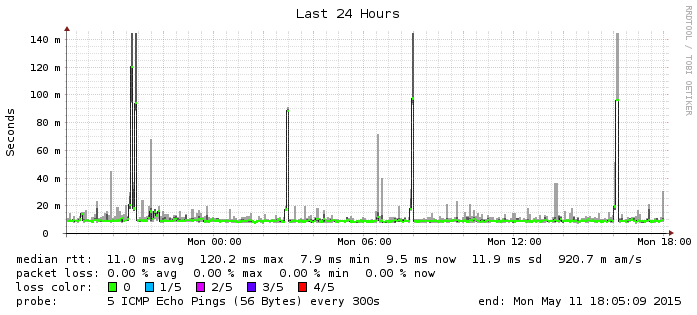 Last 24 Hours
RRDTOOL / TOBI OETIKER
Seconds
140 m
120 m
100 m
80 m
60 m
40 m
20 m
0
Mon 00:00 Mon 06:00 Mon 12:00 Mon 18:00
median rtt: 11.0 ms avg 120.2 ms max 7.9 ms min 9.5 ms now 11.9 ms sd 920.7 m am/s
packet loss: 0.00 % avg 0.00 % max 0.00 % min 0.00 % now
loss color: 0 1/5 2/5 3/5 4/5
probe: 5 ICMP Echo Pings (56 Bytes) every 300s end: Mon May 11 18:05:09 2015